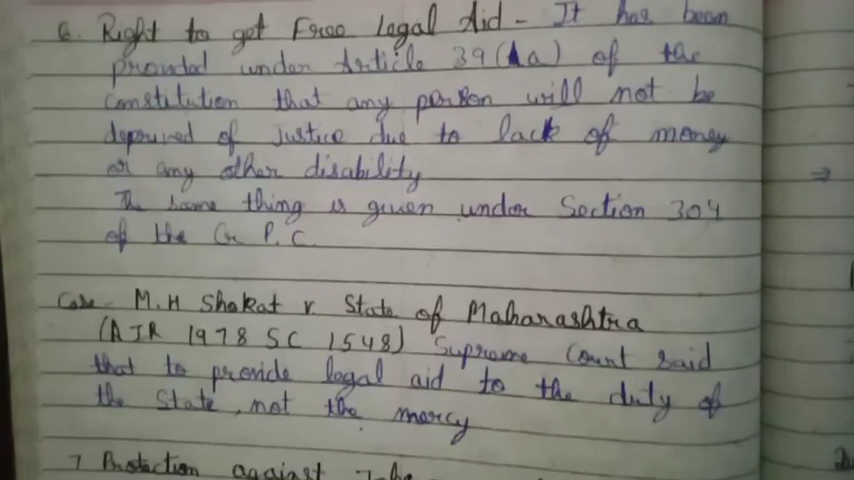 6. Right to get Free legal Aid - It has been
provided under Article 39(1a) of the
constitution that any person will not be
deprived of Justice due to lack of money
or any other disability
The same thing is given under Section 304
of the Cr P.C.
Case - M.H Shokat v State of Maharashtra
(AIR 1978 SC 1548) Supreme Court said
that to provide legal aid to the duty of
the State, not the mercy
7 Protection against